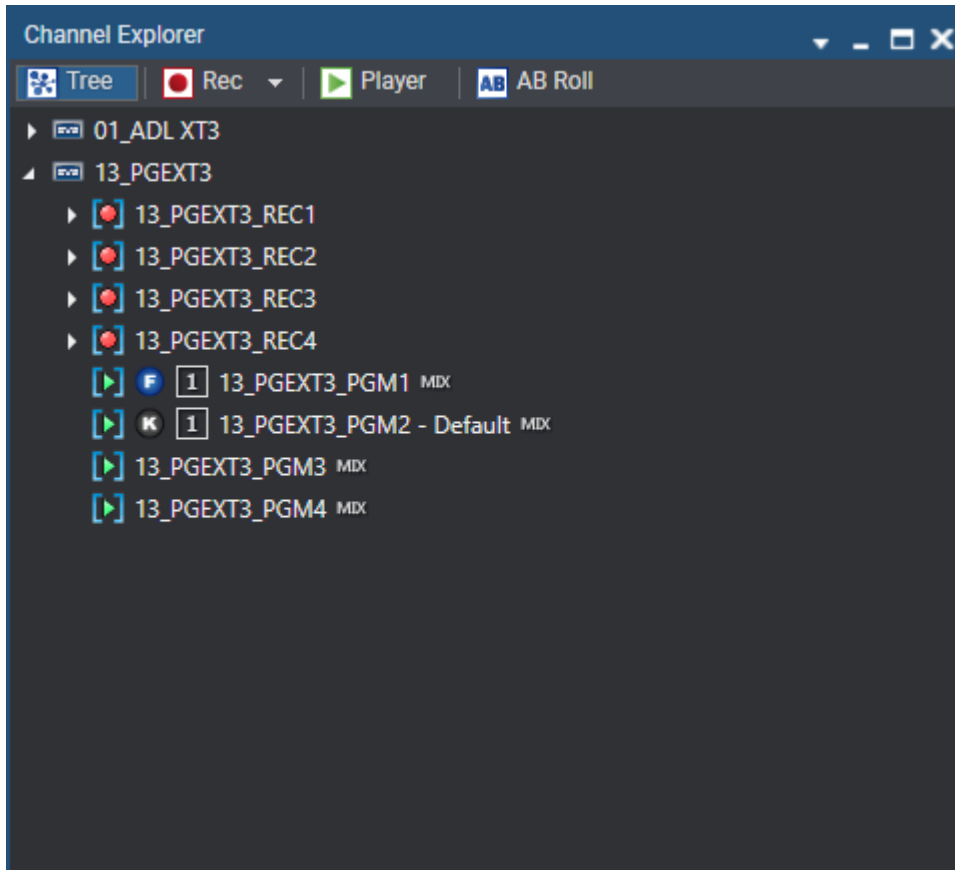 Channel Explorer
Tree Rec Player AB AB Roll
01_ADL XT3
13_PGEXT3
13_PGEXT3_REC1
13_PGEXT3_REC2
13_PGEXT3_REC3
13_PGEXT3_REC4
F 1 13_PGEXT3_PGM1 MIX
K 1 13_PGEXT3_PGM2 - Default MIX
13_PGEXT3_PGM3 MIX
13_PGEXT3_PGM4 MIX